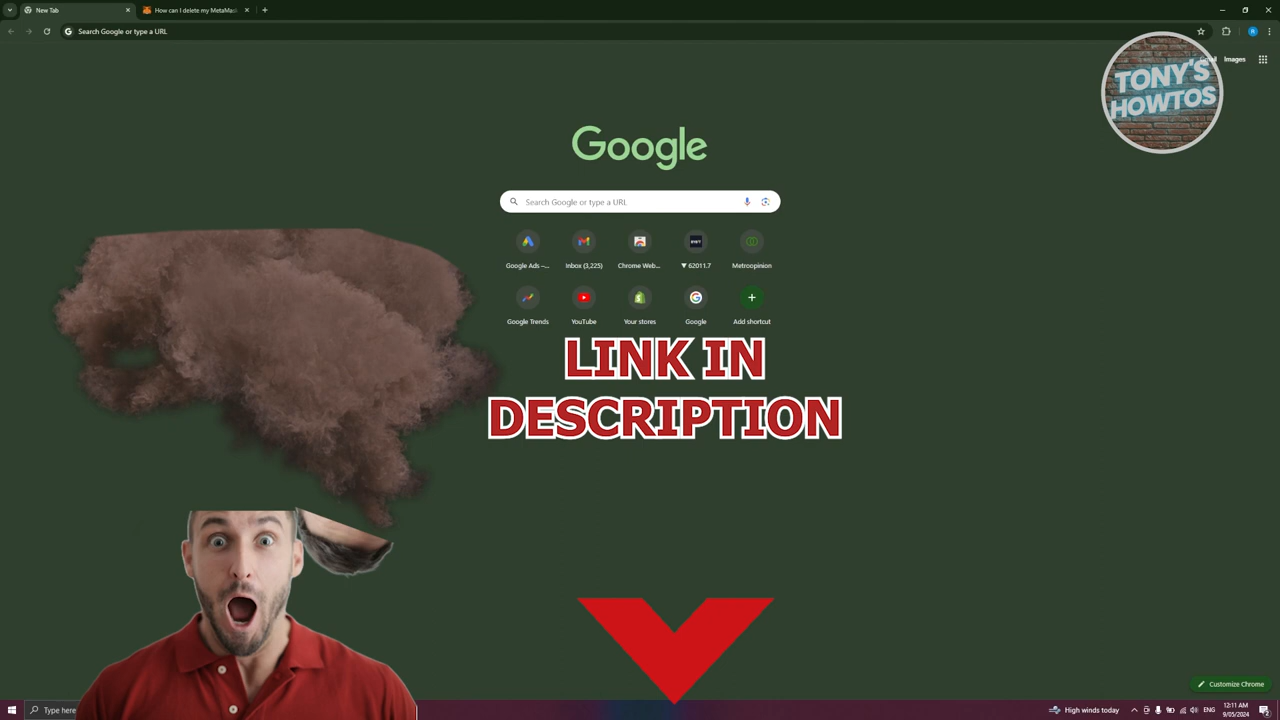 New Tab
How can I delete my MetaMas
Search Google or type a URL
Gmail Images
TONY'S
HOWTOS
Google
Search Google or type a URL
Google Ads –...
Inbox (3,225)
Chrome Web...
▼ 62011.7
Metroopinion
Google Trends
YouTube
Your stores
Google
Add shortcut
LINK IN
DESCRIPTION
Customize Chrome
Type here
High winds today
ENG
12:11 AM
9/05/2024